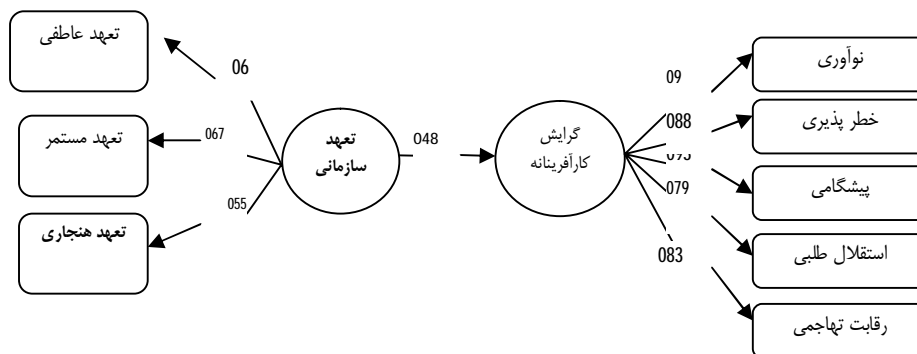 تعهد عاطفی
تعهد مستمر
تعهد هنجاری
06
067
055
تعهد
سازمانی
048
گرایش
کارآفرینانه
09
088
079
083
نوآوری
خطر پذیری
پیشگامی
استقلال طلبی
رقابت تهاجمی